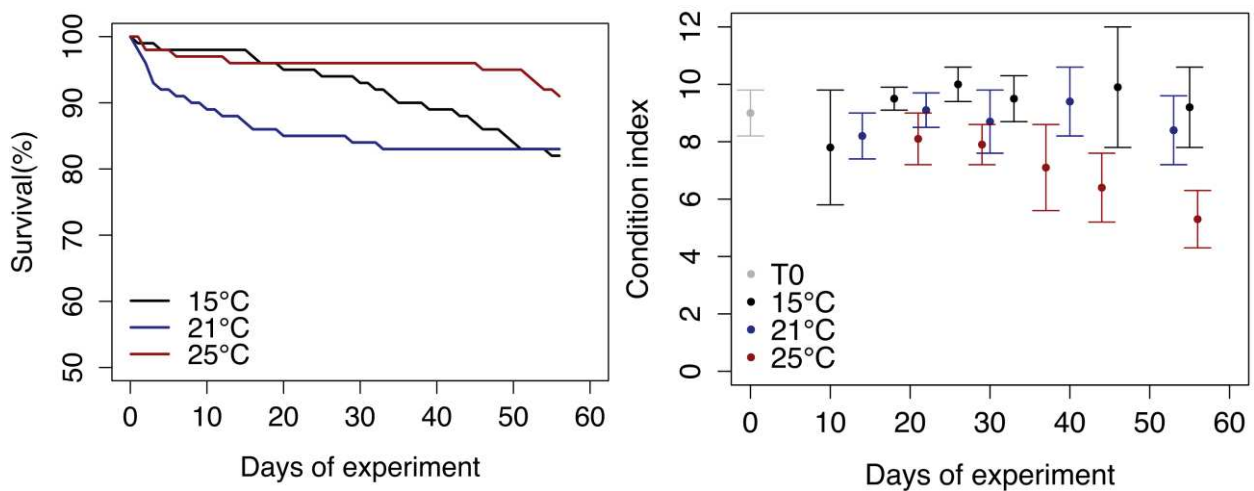 Survival(%)
100
90
80
70
60
50
15°C
21°C
25°C
0 10 20 30 40 50 60
Days of experiment
Condition index
12
10
8
6
4
2
0
T0
15°C
21°C
25°C
0 10 20 30 40 50 60
Days of experiment